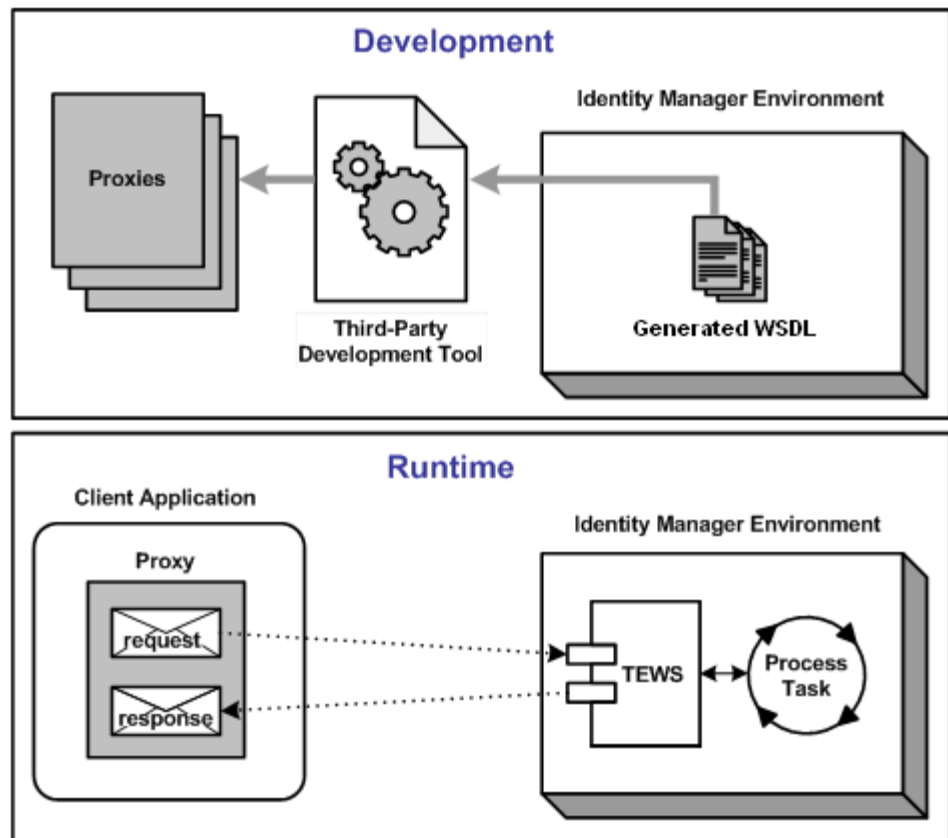 Development
Identity Manager Environment
Proxies
Third-Party
Development Tool
Generated WSDL
Runtime
Client Application
Identity Manager Environment
Proxy
request
response
TEWS
Process
Task